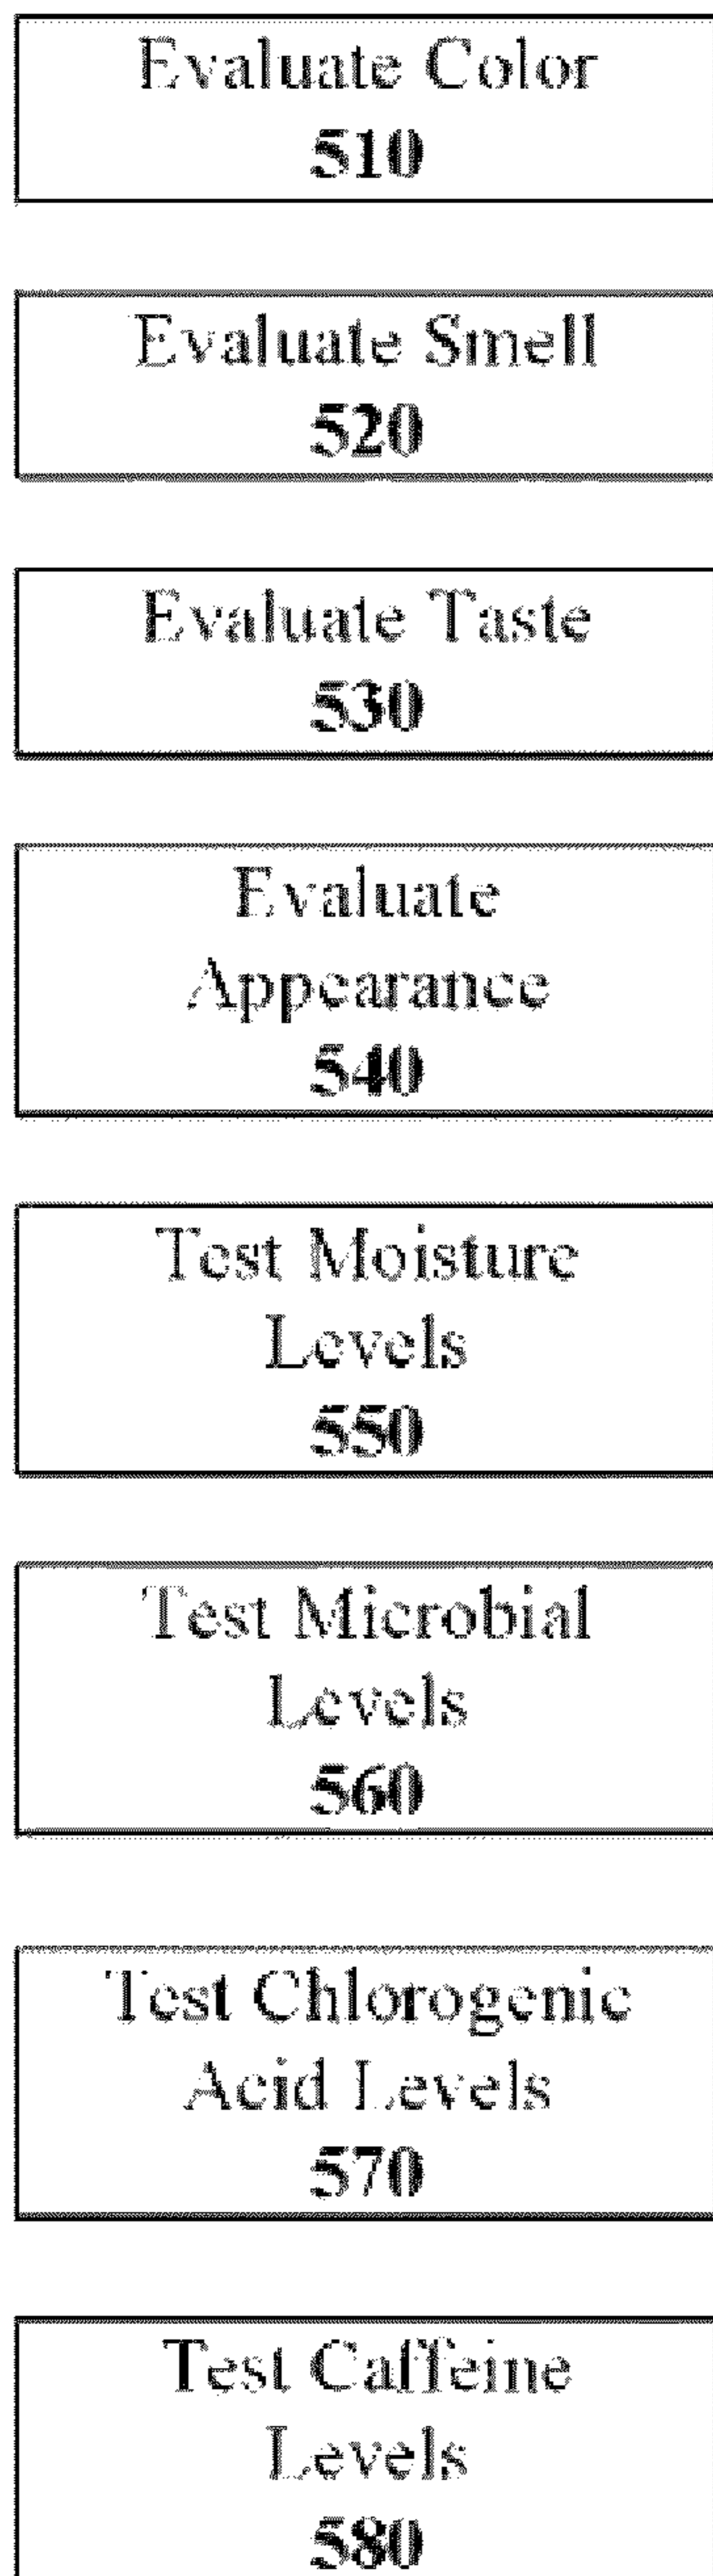 Evaluate Color
510
Evaluate Smell
520
Evaluate Taste
530
Evaluate
Appearance
540
Test Moisture
Levels
550
Test Microbial
Levels
560
Test Chlorogenic
Acid Levels
570
Test Caffeine
Levels
580